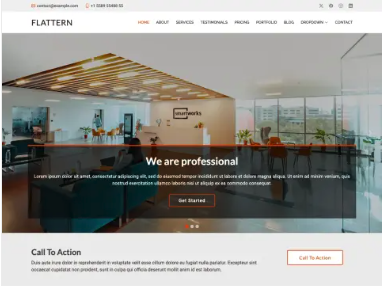 contact@example.com +1 5589 55488 55
FLATTERN
HOME ABOUT SERVICES TESTIMONIALS PRICING PORTFOLIO BLOG DROPDOWN CONTACT
smartworks
We are professional
Lorem ipsum dolor sit amet, consectetur adipiscing elit, sed do eiusmod tempor incididunt ut labore et dolore magna aliqua. Ut enim ad minim veniam, quis
nostrud exercitation ullamco laboris nisi ut aliquip ex ea commodo consequat.
Get Started
Call To Action
Duis aute irure dolor in reprehenderit in voluptate velit esse cillum dolore eu fugiat nulla pariatur. Excepteur sint
occaecat cupidatat non proident, sunt in culpa qui officia deserunt mollit anim id est laborum.
Call To Action